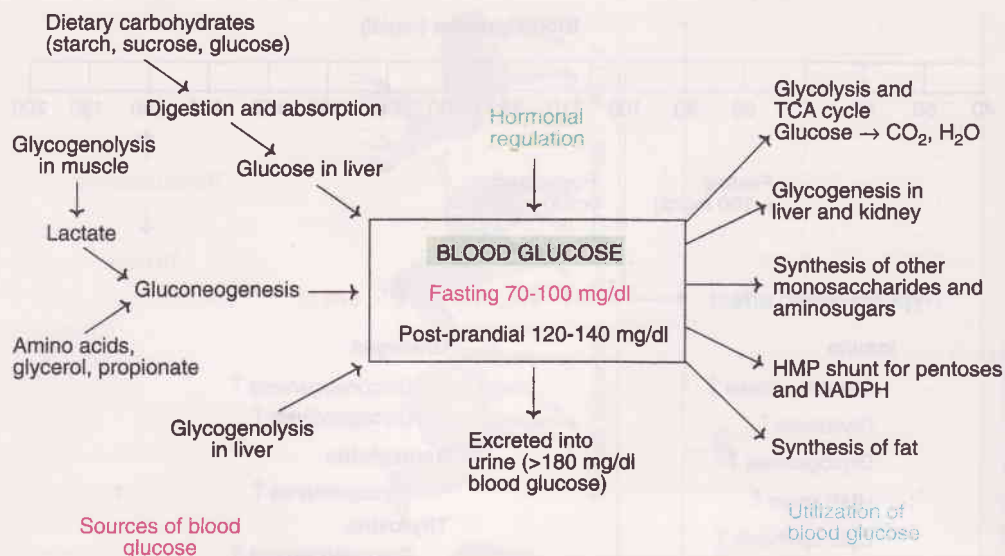 Dietary carbohydrates
(starch, sucrose, glucose)
Digestion and absorption
Glycogenolysis
in muscle
Glucose in liver
Lactate
Gluconeogenesis
Amino acids,
glycerol, propionate
Glycogenolysis
in liver
Hormonal
regulation
BLOOD GLUCOSE
Fasting 70-100 mg/dl
Post-prandial 120-140 mg/dl
Excreted into
urine (>180 mg/dl
blood glucose)
Glycolysis and
TCA cycle
Glucose → CO₂, H₂O
Glycogenesis in
liver and kidney
Synthesis of other
monosaccharides and
aminosugars
HMP shunt for pentoses
and NADPH
Synthesis of fat
Sources of blood
glucose
Utilization of
blood glucose